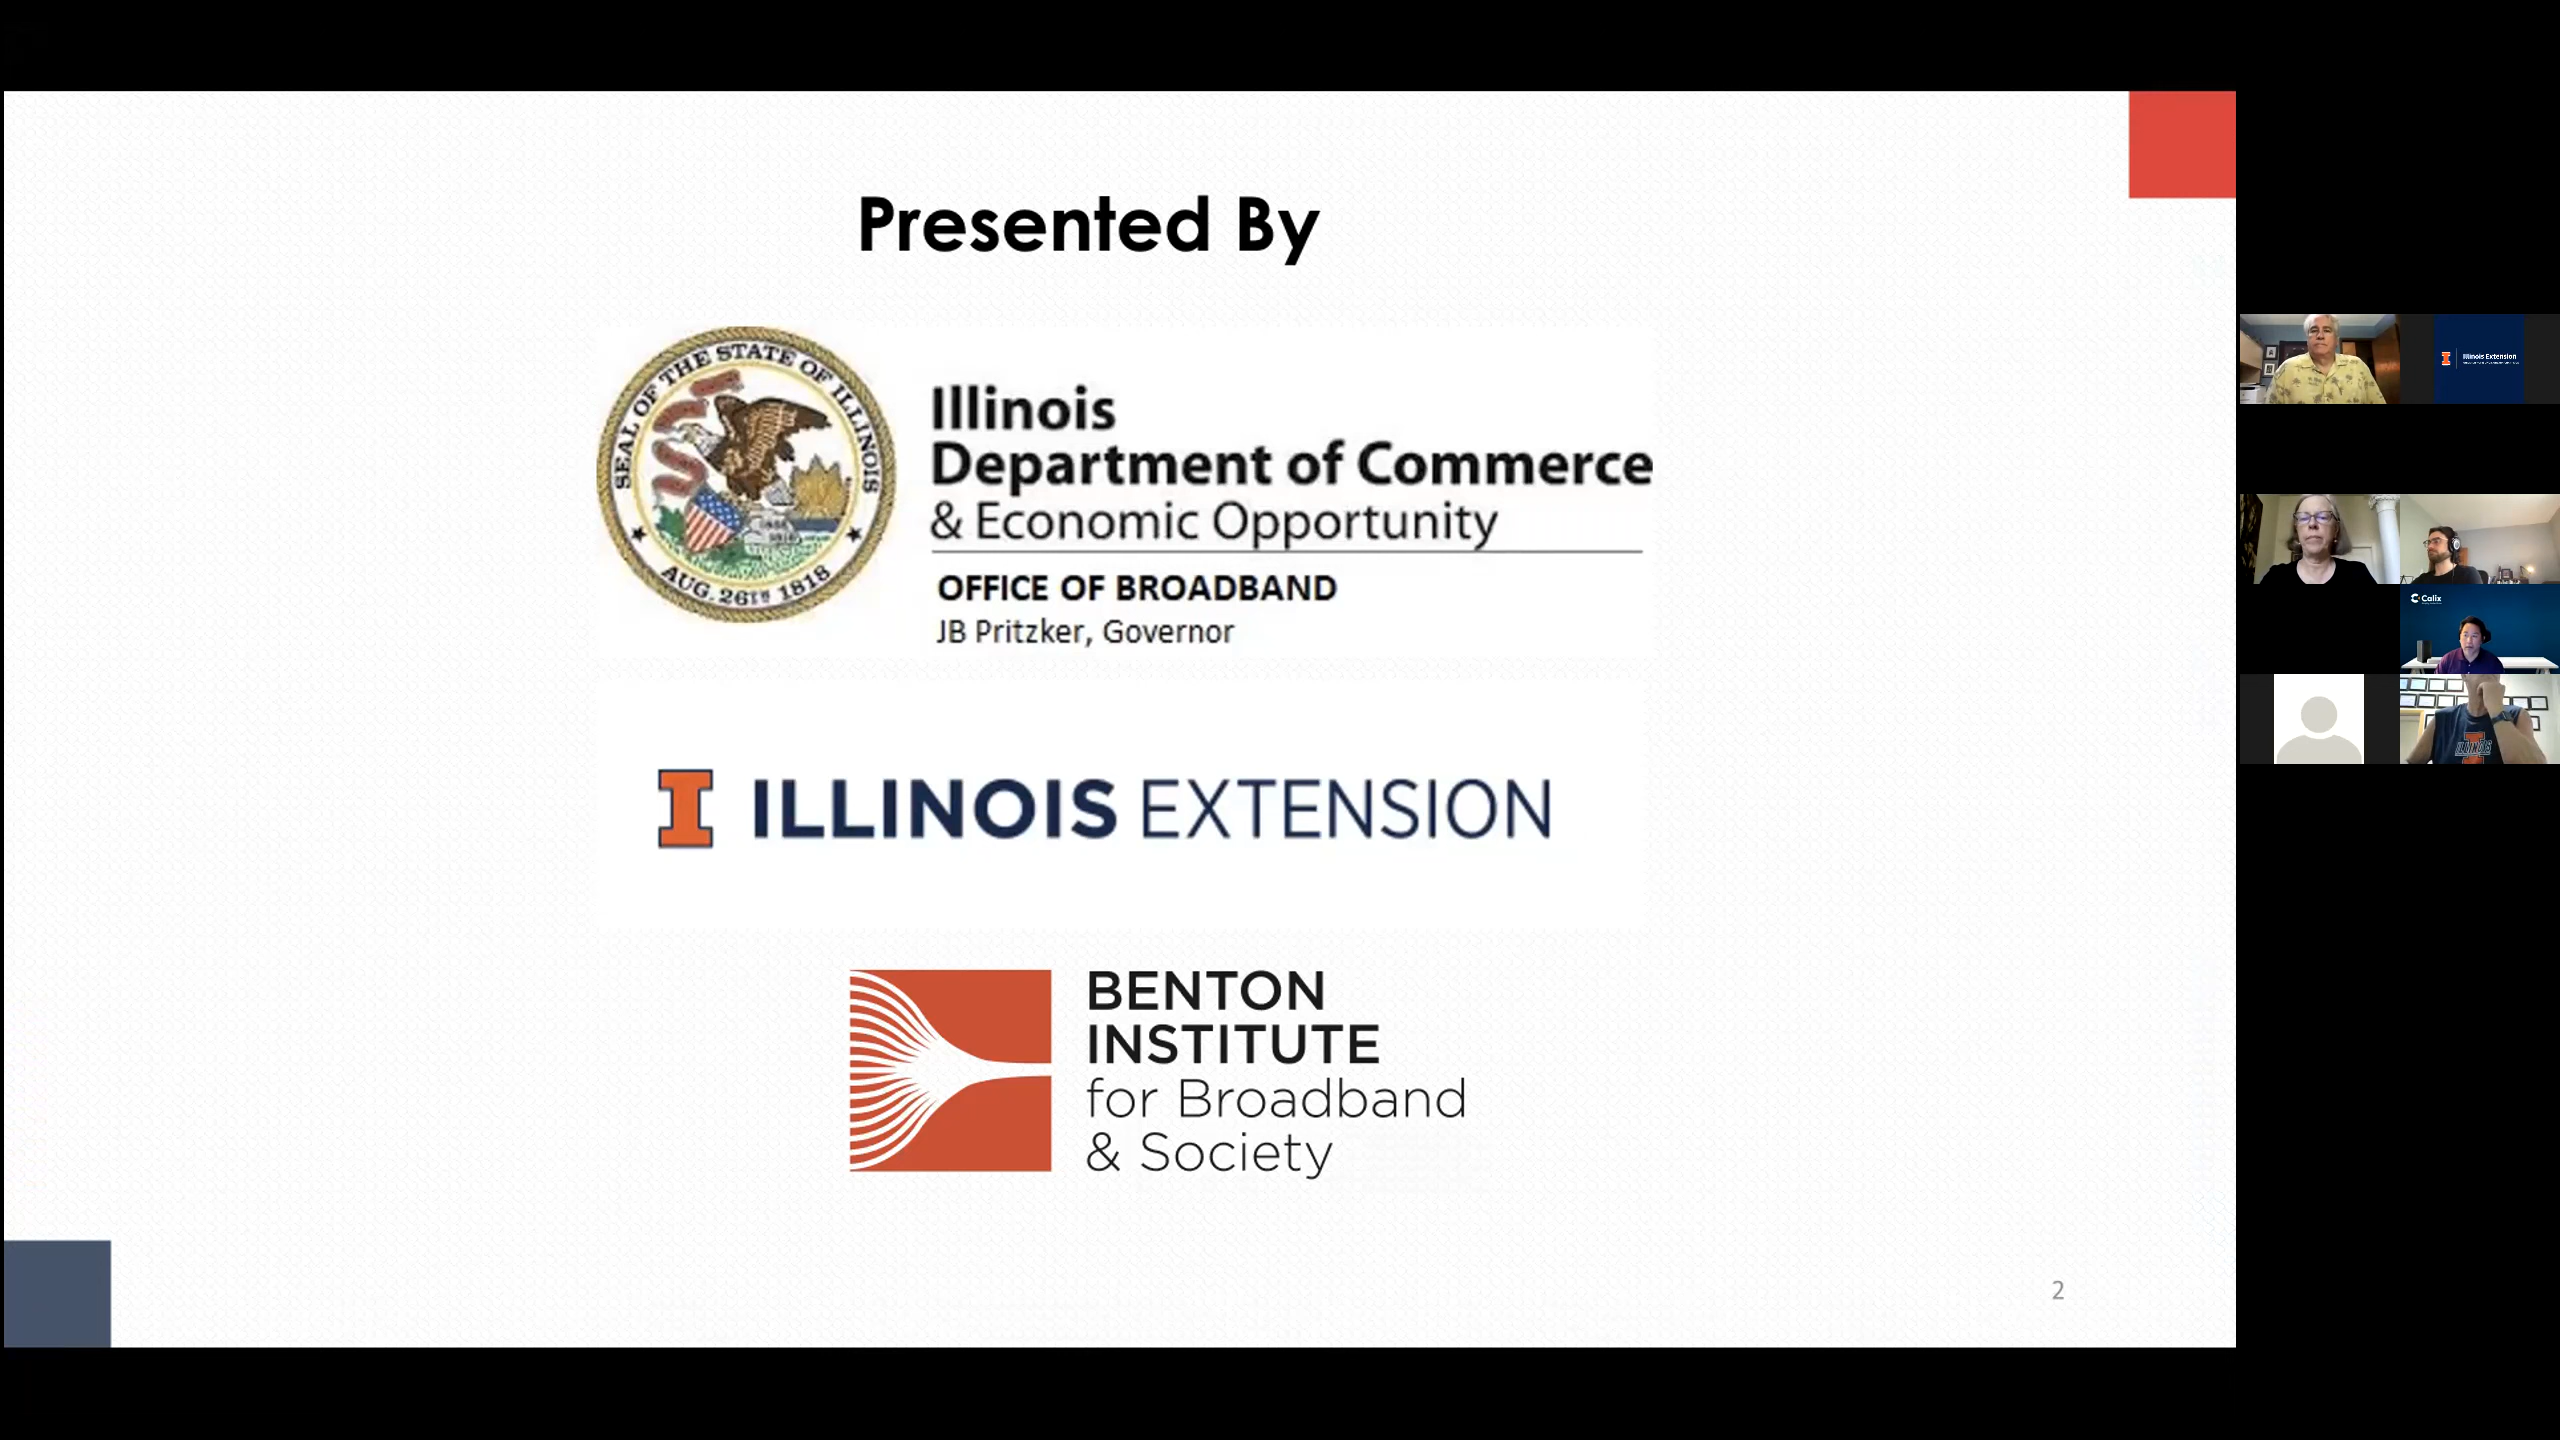 Presented By
SEAL OF THE STATE OF ILLINOIS
AUG. 26TH 1818
Illinois
Department of Commerce
& Economic Opportunity
OFFICE OF BROADBAND
JB Pritzker, Governor
I ILLINOIS EXTENSION
BENTON
INSTITUTE
for Broadband
& Society
2
I Illinois Extension
Calix
ILLINOIS